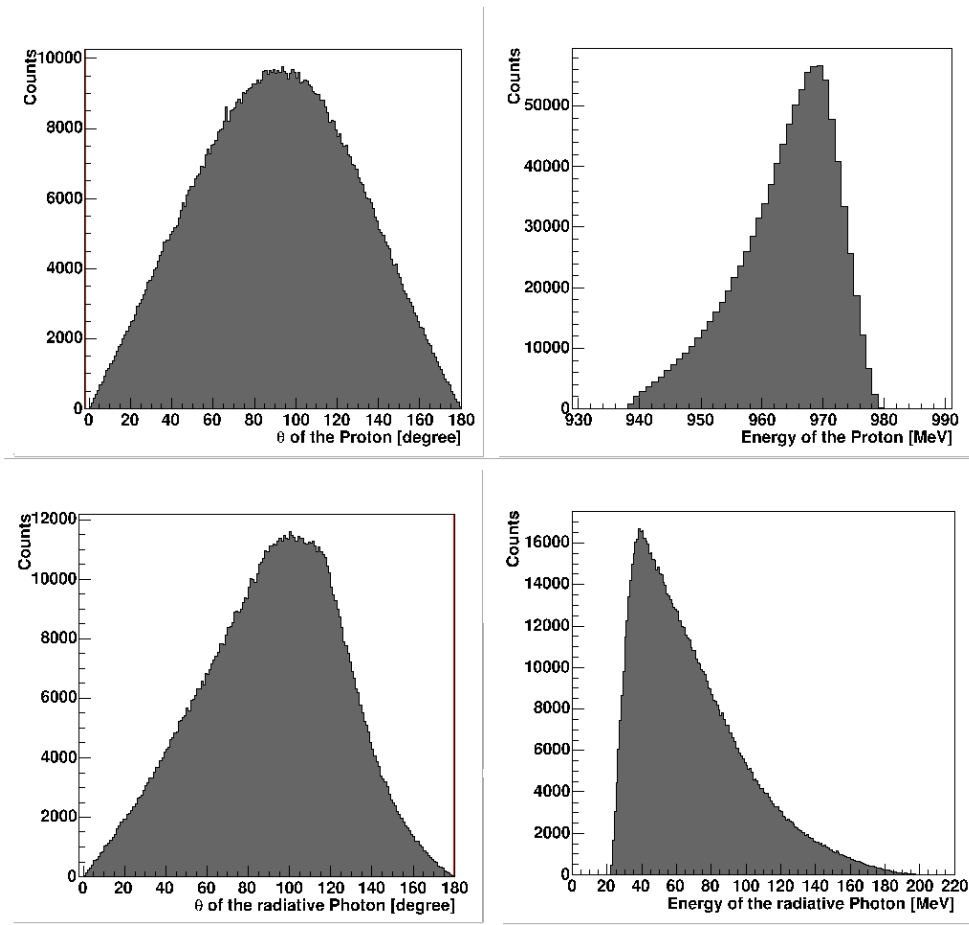 Counts
10000
8000
6000
4000
2000
0
0 20 40 60 80 100 120 140 160 180
θ of the Proton [degree]
Counts
50000
40000
30000
20000
10000
0
930 940 950 960 970 980 990
Energy of the Proton [MeV]
Counts
12000
10000
8000
6000
4000
2000
0
0 20 40 60 80 100 120 140 160 180
θ of the radiative Photon [degree]
Counts
16000
14000
12000
10000
8000
6000
4000
2000
0
0 20 40 60 80 100 120 140 160 180 200 220
Energy of the radiative Photon [MeV]